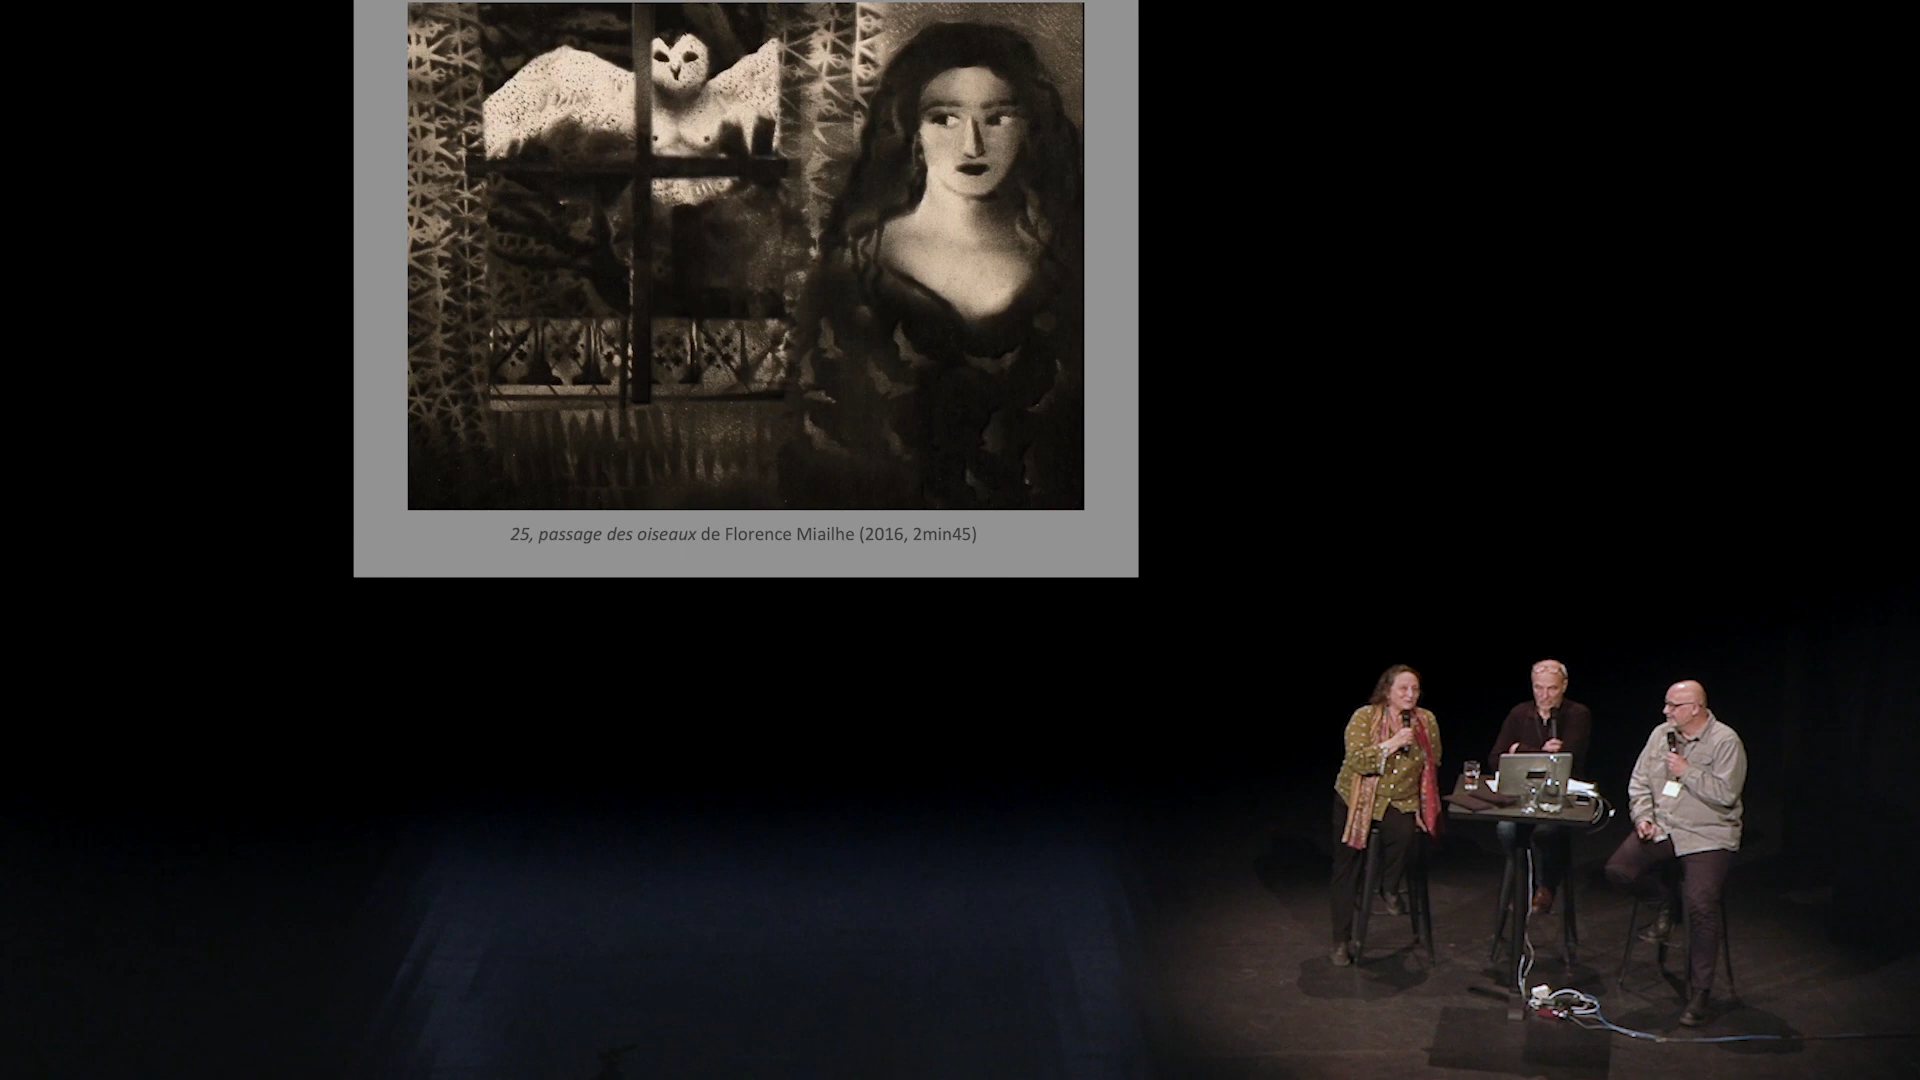 25, passage des oiseaux de Florence Miailhe (2016, 2min45)